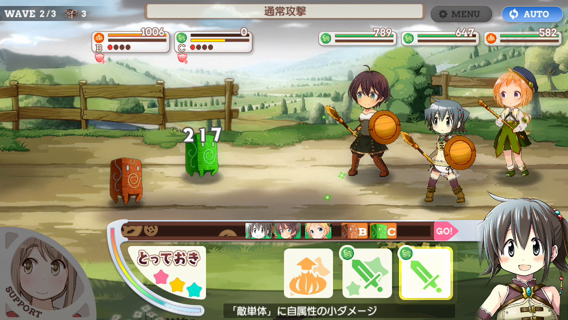 WAVE 2/3 3
通常攻撃
MENU
AUTO
1006
B
0
C
789
647
582
217
B
C
GO!
とっておき
SUPPORT
「敵単体」に自属性の小ダメージ